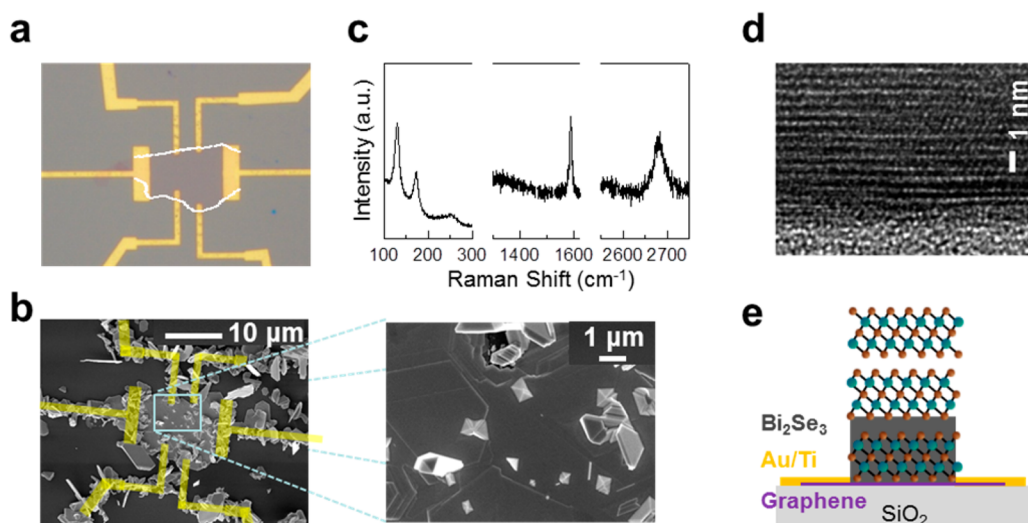 a
c
d
Intensity (a.u.)
100 200 300 1400 1600 2600 2700
Raman Shift (cm⁻¹)
1 nm
b
10 µm
1 µm
e
Bi₂Se₃
Au/Ti
Graphene
SiO₂